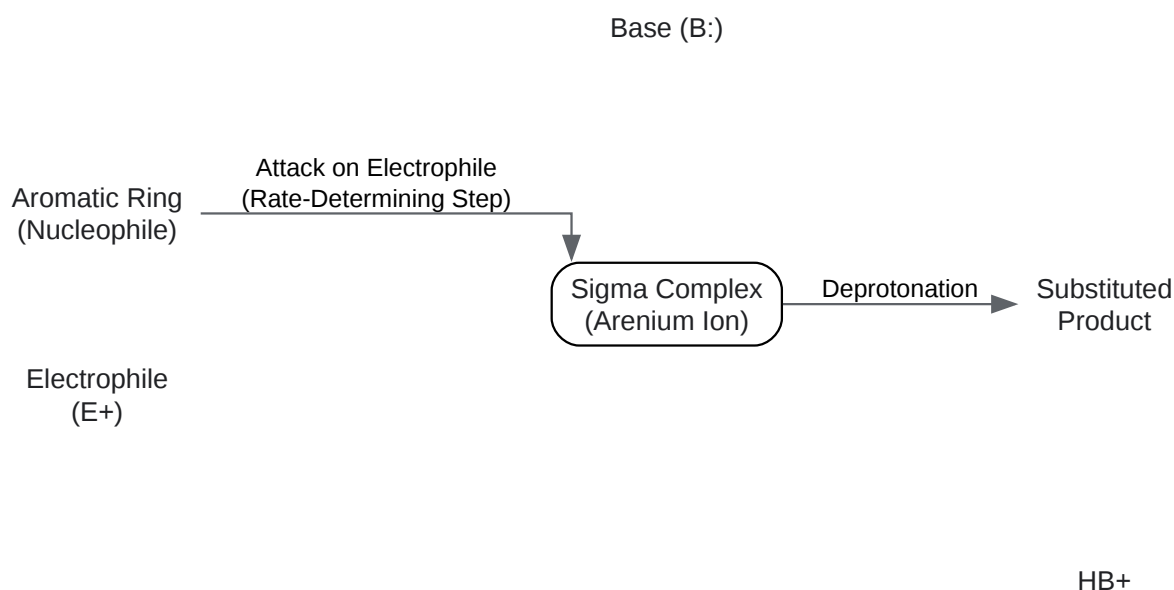 Base (B:)
Attack on Electrophile
(Rate-Determining Step)
Aromatic Ring
(Nucleophile)
Sigma Complex
(Arenium Ion)
Deprotonation
Substituted
Product
Electrophile
(E+)
HB+